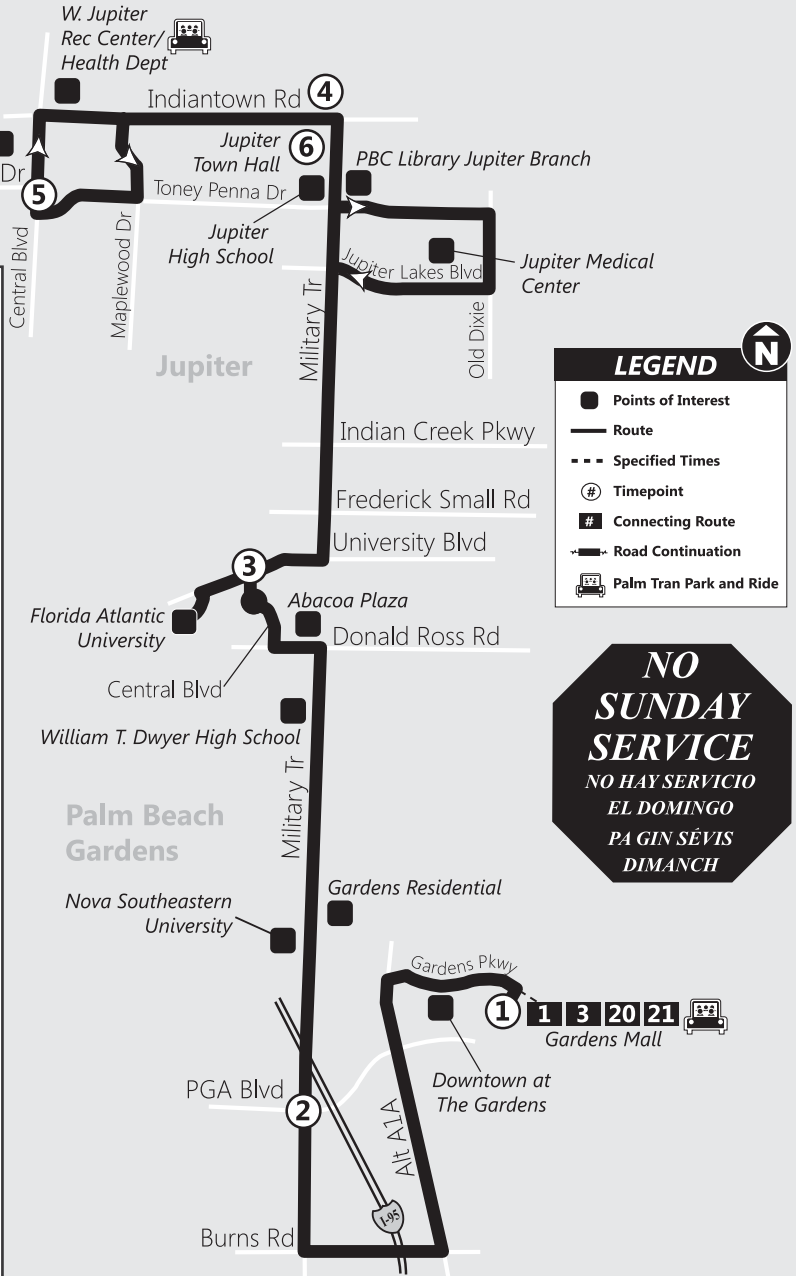 W. Jupiter
Rec Center/
Health Dept
Indiantown Rd
4
Jupiter
Town Hall
6
PBC Library Jupiter Branch
Dr
5
Toney Penna Dr
Jupiter
High School
Jupiter Lakes Blvd
Jupiter Medical
Center
Central Blvd
Maplewood Dr
Military Tr
Old Dixie
Jupiter
N
LEGEND
Points of Interest
Route
Specified Times
# Timepoint
# Connecting Route
Road Continuation
Palm Tran Park and Ride
Indian Creek Pkwy
Frederick Small Rd
University Blvd
3
Florida Atlantic
University
Abacoa Plaza
Donald Ross Rd
Central Blvd
William T. Dwyer High School
NO
SUNDAY
SERVICE
NO HAY SERVICIO
EL DOMINGO
PA GIN SÉVIS
DIMANCH
Military Tr
Palm Beach
Gardens
Gardens Residential
Nova Southeastern
University
Gardens Pkwy
1
1 3 20 21
Gardens Mall
Downtown at
The Gardens
PGA Blvd
2
Alt A1A
I-95
Burns Rd